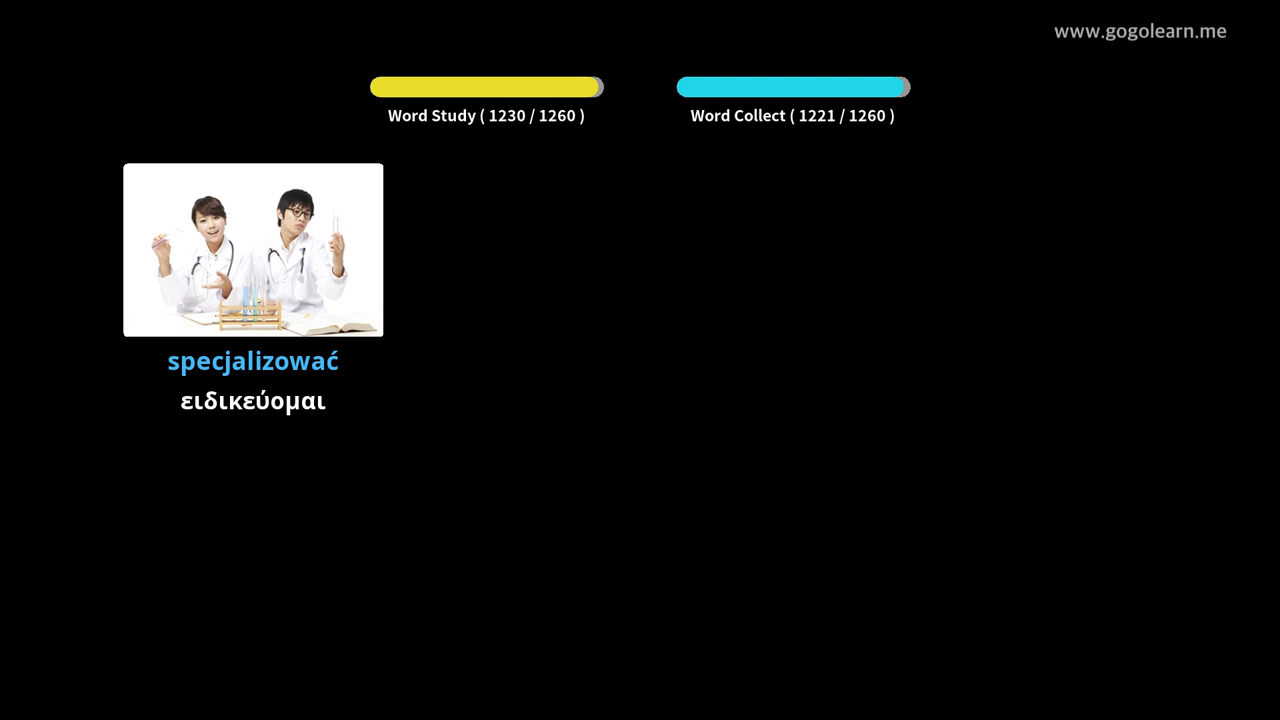 www.gogolearn.me
Word Study ( 1230 / 1260 )
Word Collect ( 1221 / 1260 )
specjalizować
ειδικεύομαι